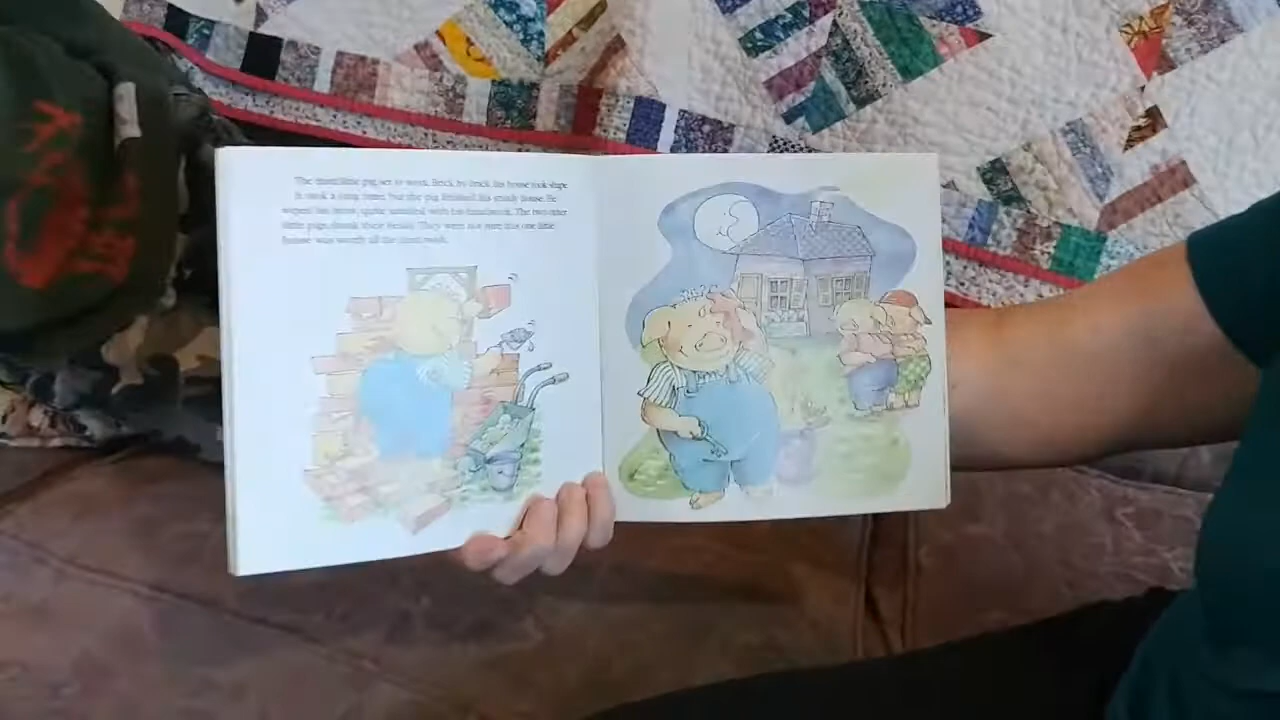 The third little pig set to work. Brick by brick his house took shape.
It took a long time, but the pig finished his sturdy house. He
wiped his brow, quite satisfied with his handiwork. The two other
little pigs shook their heads. They were not sure this one little
house was worth all the hard work.